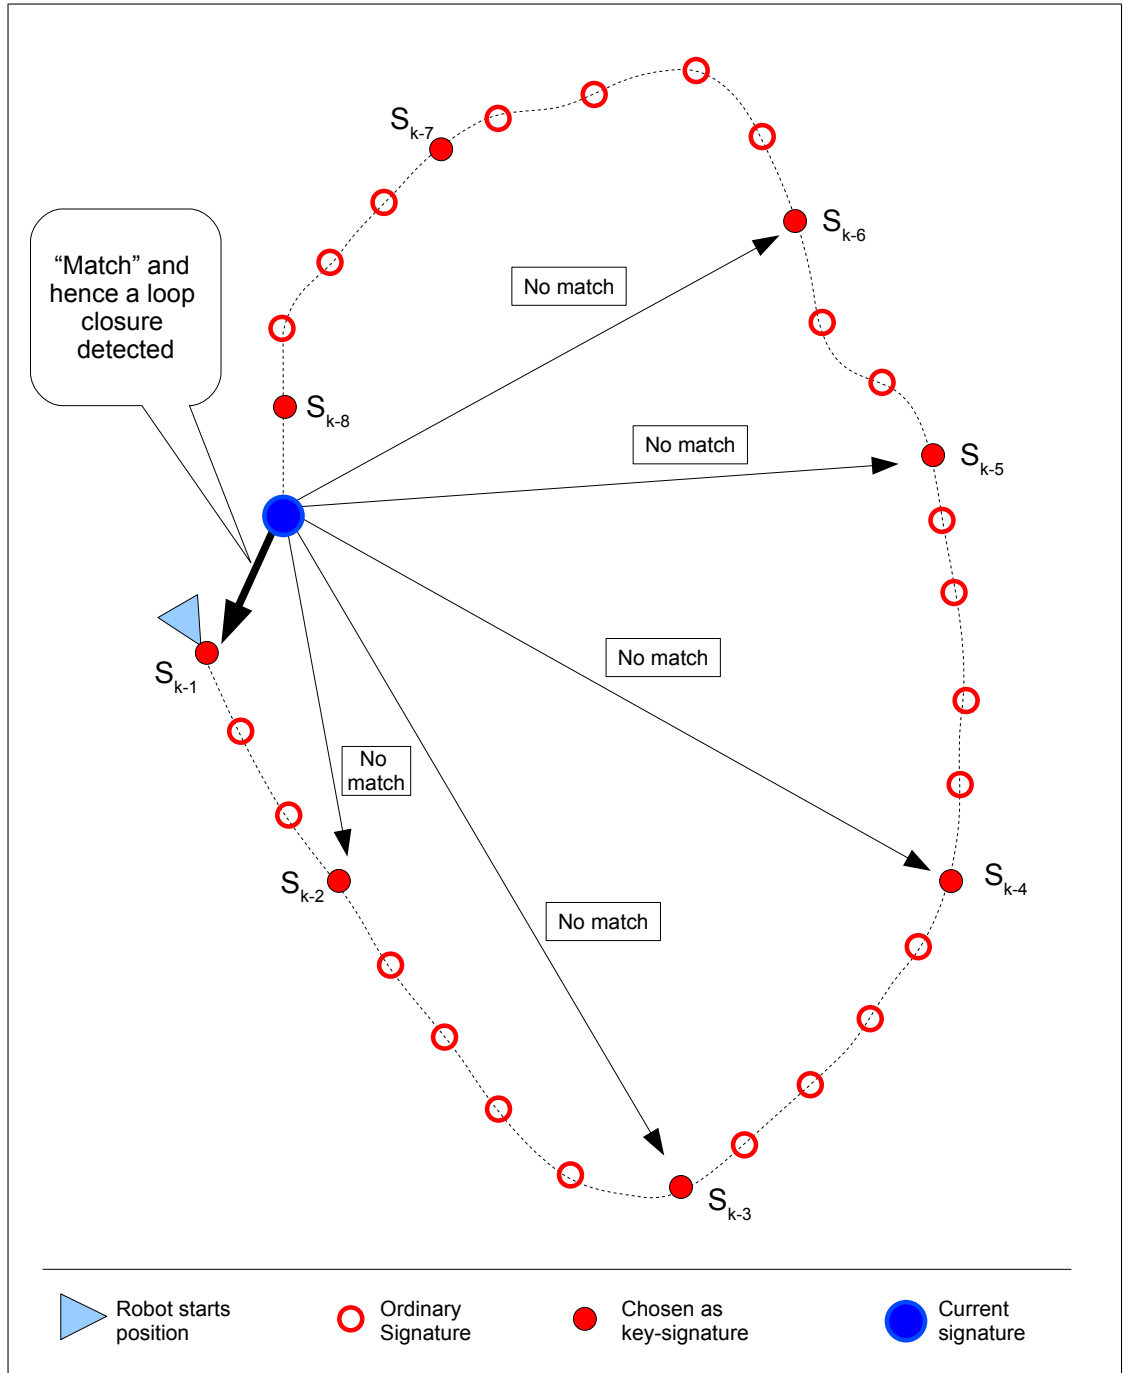 S_k-7
S_k-6
“Match” and
hence a loop
closure
detected
No match
S_k-8
No match
S_k-5
No match
S_k-1
No
match
S_k-2
S_k-4
No match
S_k-3
Robot starts
position
Ordinary
Signature
Chosen as
key-signature
Current
signature